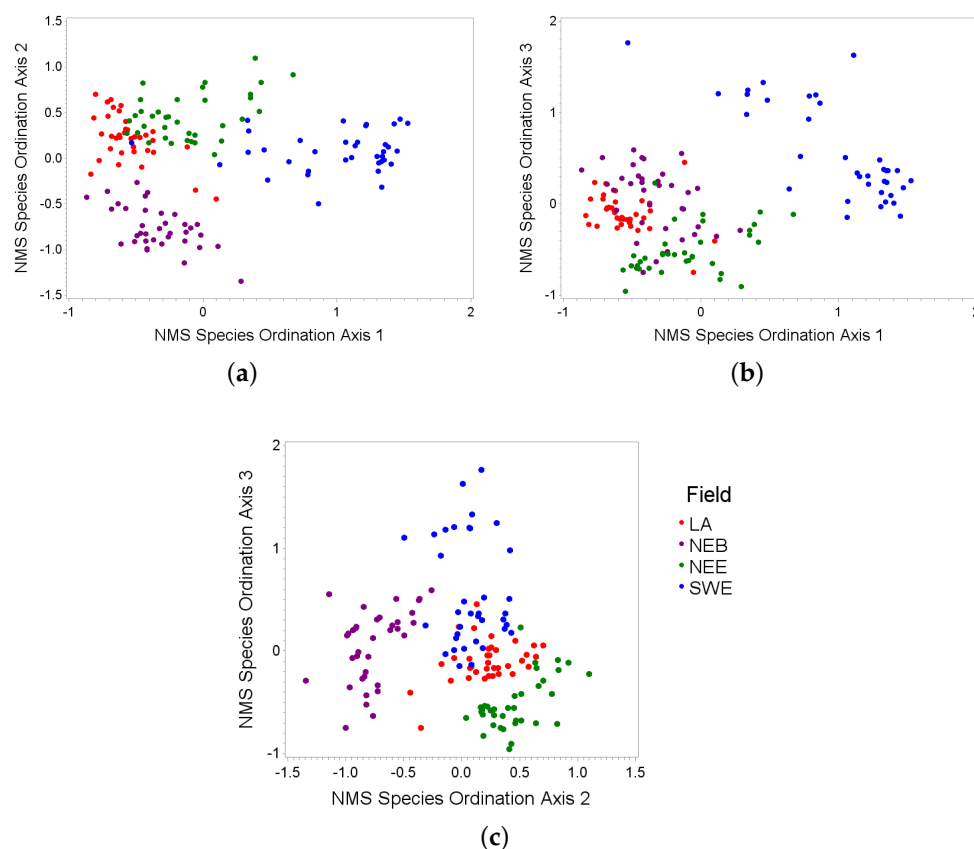 NMS Species Ordination Axis 2
1.5
1.0
0.5
0.0
-0.5
-1.0
-1.5
-1
0
1
2
NMS Species Ordination Axis 1
(a)
NMS Species Ordination Axis 3
2
1
0
-1
-1
0
1
2
NMS Species Ordination Axis 1
(b)
NMS Species Ordination Axis 3
2
1
0
-1
-1.5
-1.0
-0.5
0.0
0.5
1.0
1.5
NMS Species Ordination Axis 2
(c)
Field
LA
NEB
NEE
SWE